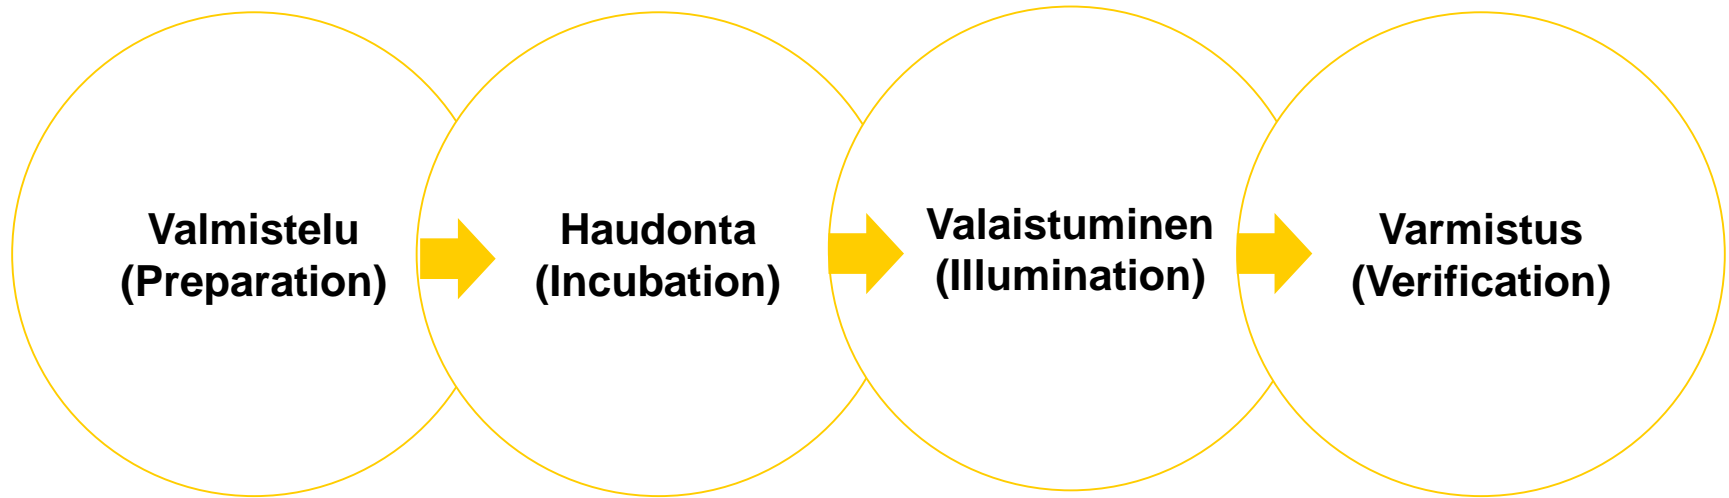 Valmistelu
(Preparation)
Haudonta
(Incubation)
Valaistuminen
(Illumination)
Varmistus
(Verification)